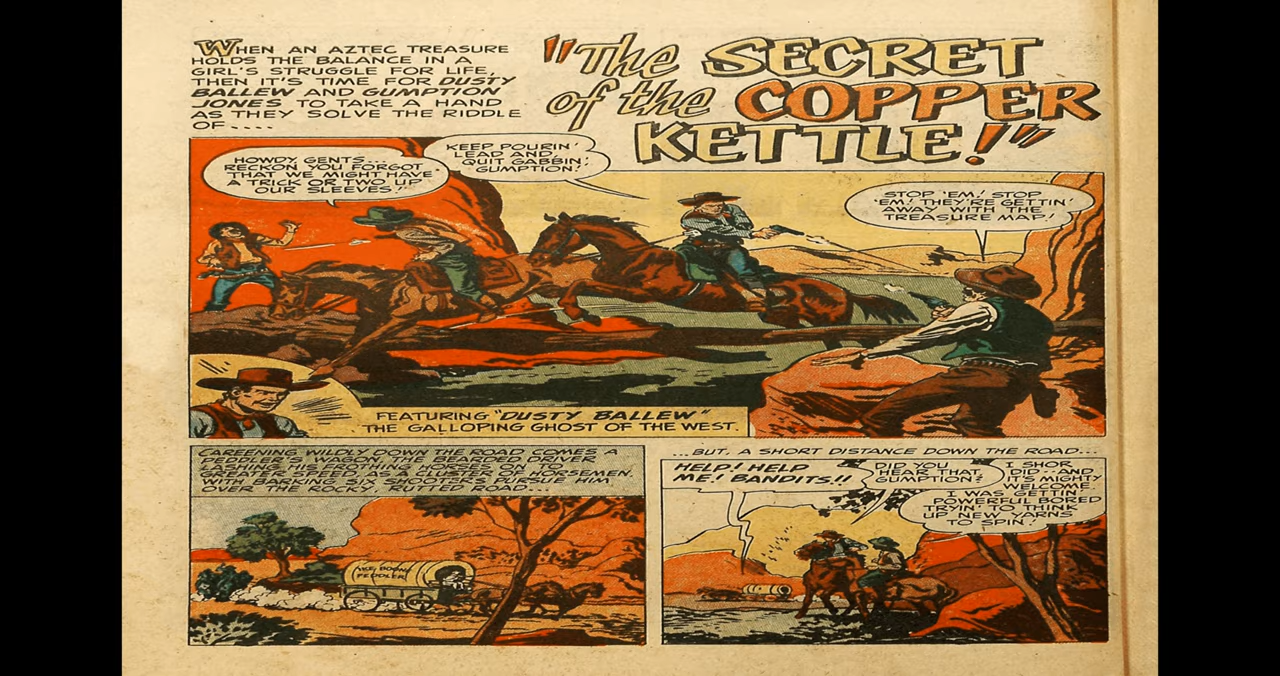 WHEN AN AZTEC TREASURE
HOLDS THE BALANCE IN A
GIRL'S STRUGGLE FOR LIFE,
THEN IT'S TIME FOR DUSTY
BALLEW AND GUMPTION
JONES TO TAKE A HAND
AS THEY SOLVE THE RIDDLE
OF ....
"The SECRET
of the COPPER
KETTLE!"
HOWDY, GENTS...
RECKON YOU FORGOT
THAT WE MIGHT HAVE
A TRICK OR TWO UP
OUR SLEEVES!
KEEP POURIN'
LEAD AND
QUIT GABBIN',
GUMPTION!
STOP 'EM! STOP
'EM! THEY'RE GETTIN'
AWAY WITH THE
TREASURE MAP!
FEATURING "DUSTY BALLEW"
THE GALLOPING GHOST OF THE WEST.
CAREENING WILDLY DOWN THE ROAD COMES A
PEDDLER'S WAGON, THE BEARDED DRIVER
LASHING HIS FROTHING HORSES ON TO
GREATER SPEED AS A GROUP OF HORSEMEN
WITH BARKING SIX SHOOTERS PURSUE HIM
OVER THE ROCKY RUTTED ROAD...
PEDDLER
...BUT, A SHORT DISTANCE DOWN THE ROAD...
HELP! HELP
ME! BANDITS!!
DID YOU
HEAR THAT
GUMPTION?
I SHOR
DID! AND
IT'S MIGHTY
WELCOME.
I WAS GETTIN'
POWERFUL BORED
TRYIN' TO THINK
UP NEW YARNS
TO SPIN!